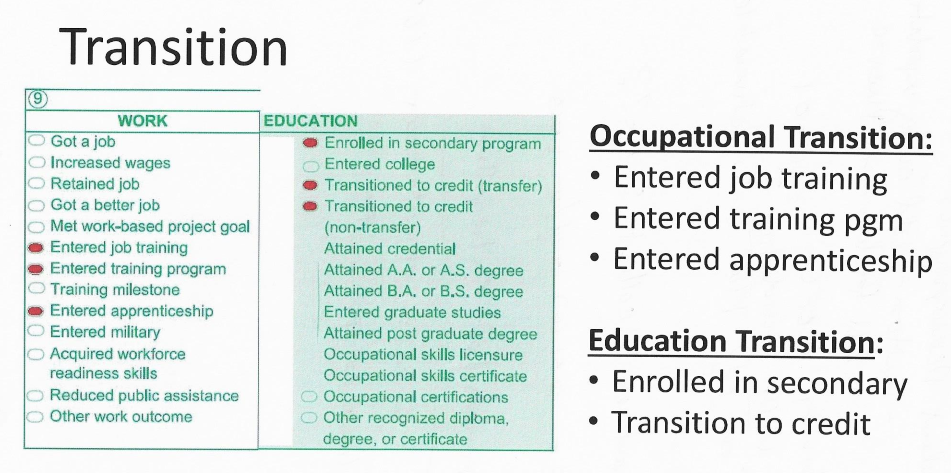 Transition
9
WORK
Got a job
Increased wages
Retained job
Got a better job
Met work-based project goal
Entered job training
Entered training program
Training milestone
Entered apprenticeship
Entered military
Acquired workforce
readiness skills
Reduced public assistance
Other work outcome
EDUCATION
Enrolled in secondary program
Entered college
Transitioned to credit (transfer)
Transitioned to credit
(non-transfer)
Attained credential
Attained A.A. or A.S. degree
Attained B.A. or B.S. degree
Entered graduate studies
Attained post graduate degree
Occupational skills licensure
Occupational skills certificate
Occupational certifications
Other recognized diploma,
degree, or certificate
Occupational Transition:
• Entered job training
• Entered training pgm
• Entered apprenticeship
Education Transition:
• Enrolled in secondary
• Transition to credit